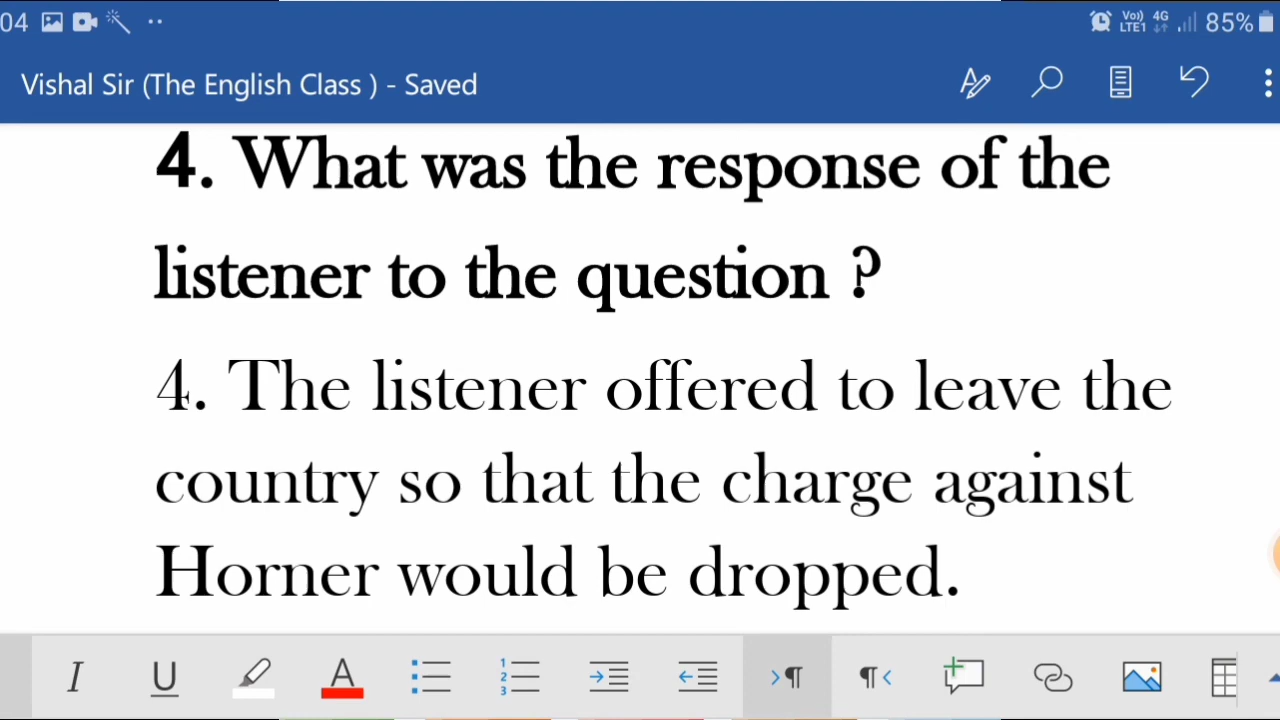 04 85%
Vishal Sir (The English Class ) - Saved
4. What was the response of the
listener to the question ?
4. The listener offered to leave the
country so that the charge against
Horner would be dropped.